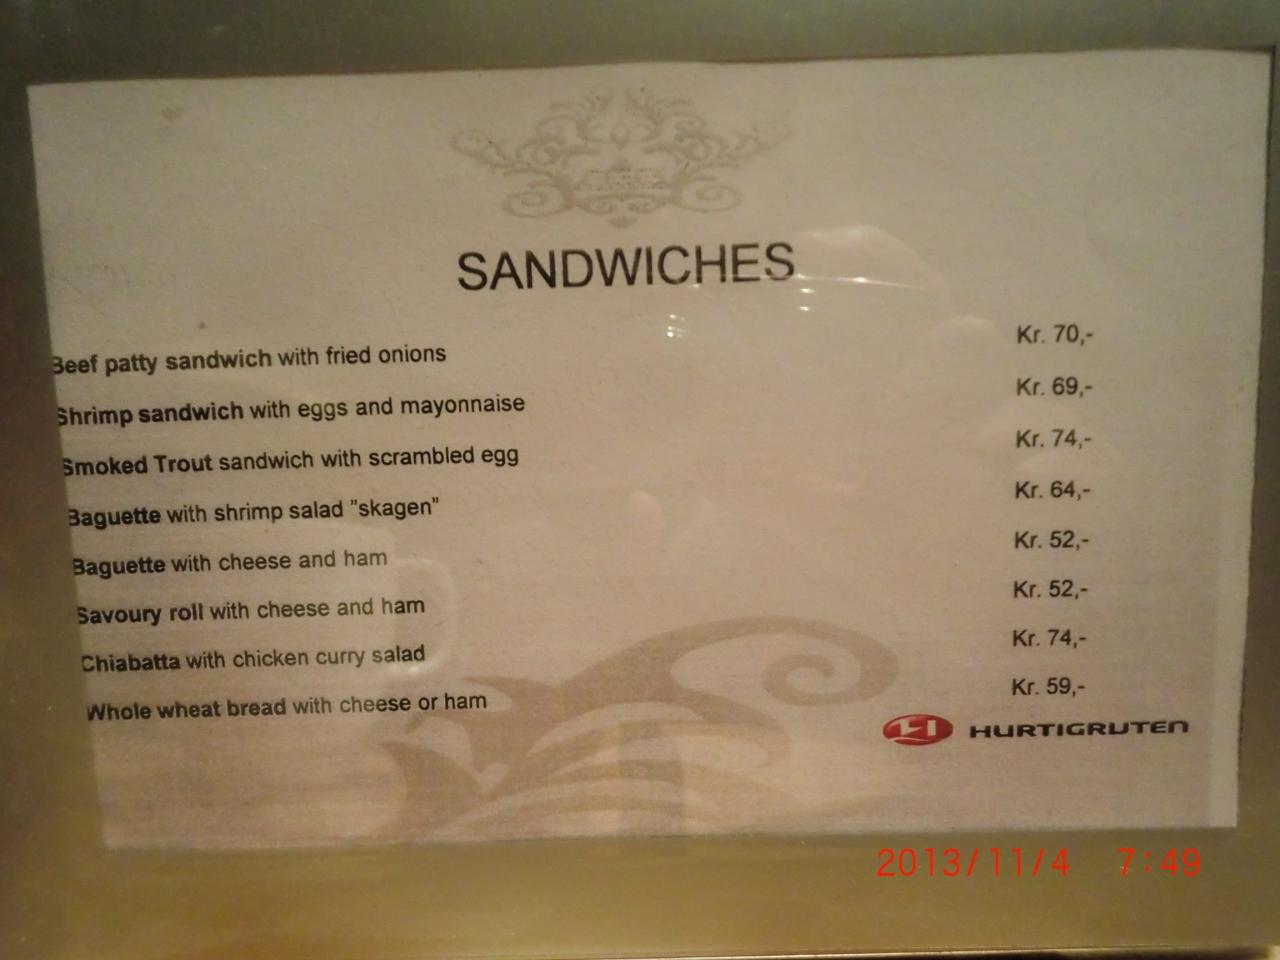 SANDWICHES
Beef patty sandwich with fried onions Kr. 70,-
Shrimp sandwich with eggs and mayonnaise Kr. 69,-
Smoked Trout sandwich with scrambled egg Kr. 74,-
Baguette with shrimp salad "skagen" Kr. 64,-
Baguette with cheese and ham Kr. 52,-
Savoury roll with cheese and ham Kr. 52,-
Chiabatta with chicken curry salad Kr. 74,-
Whole wheat bread with cheese or ham Kr. 59,-
HURTIGRUTEN
2013/11/4 7:49